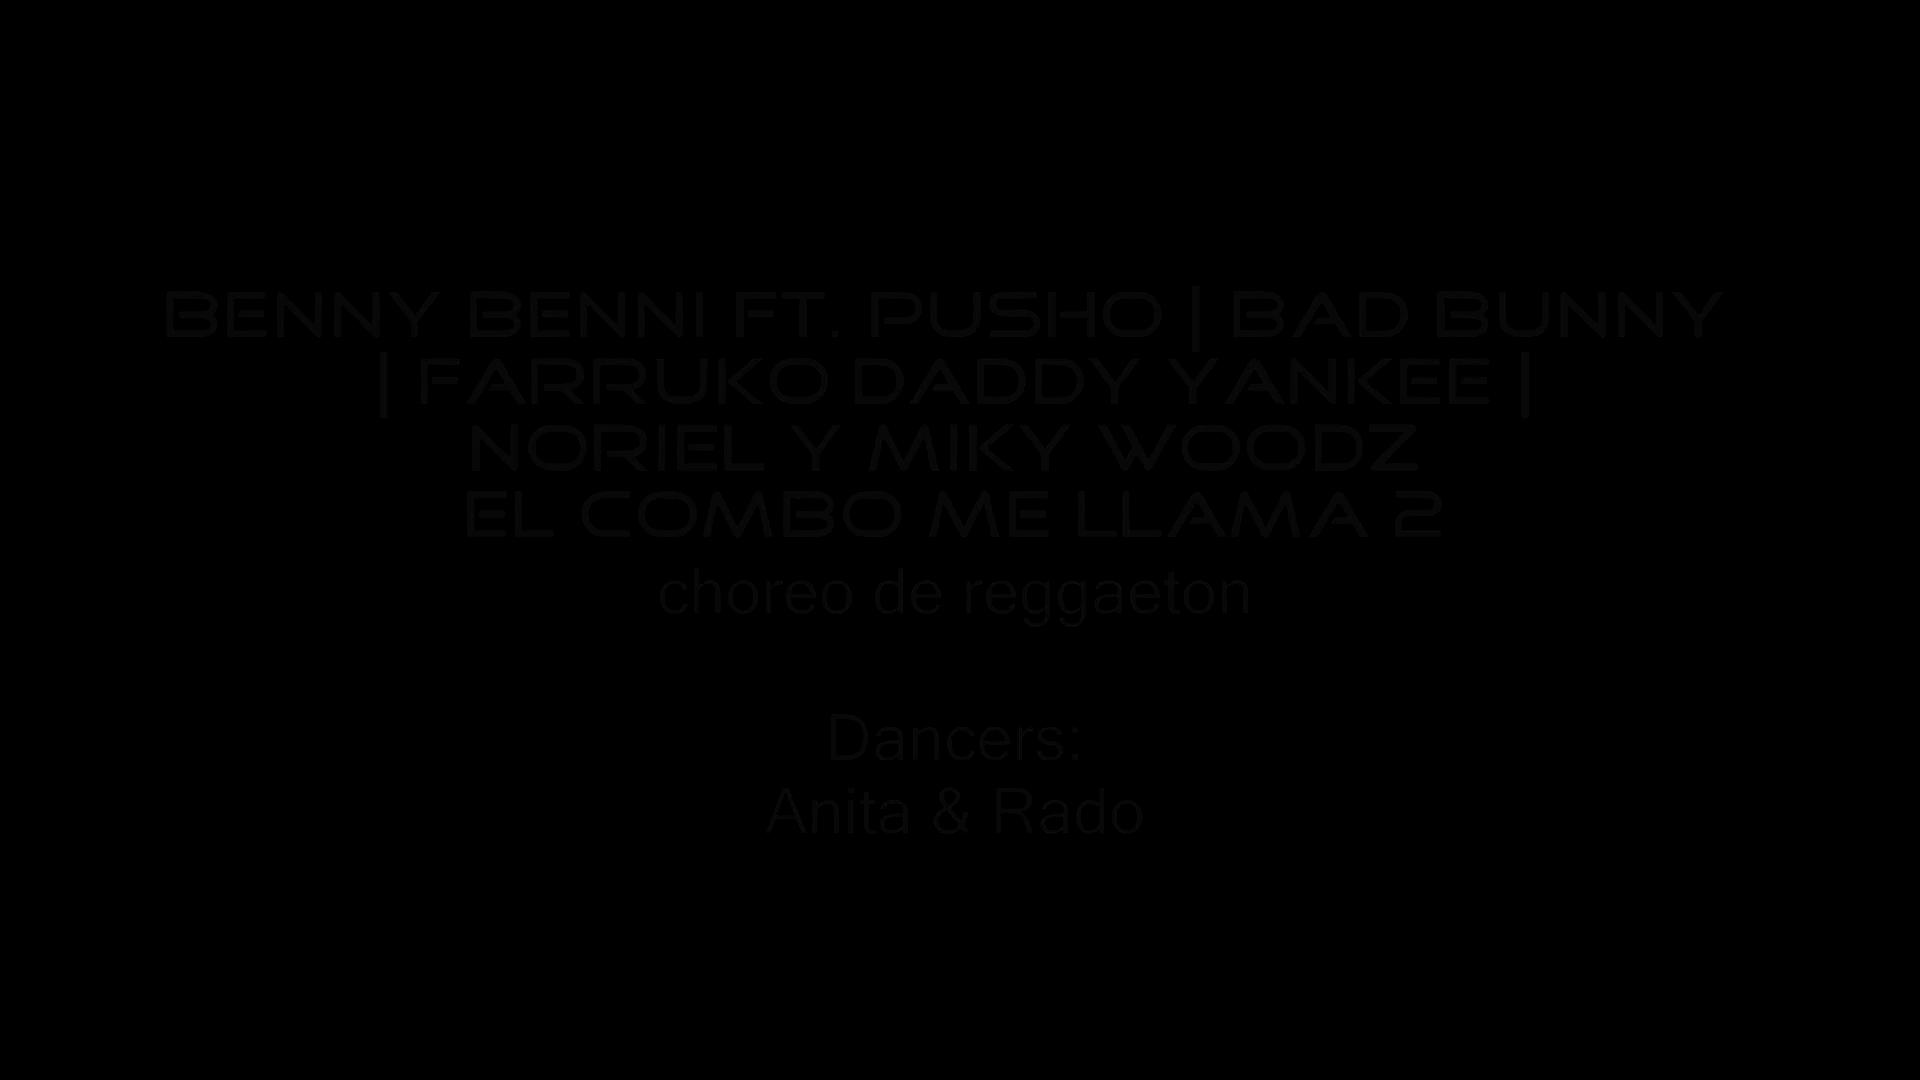 BENNY BENNI FT. PUSHO | BAD BUNNY
| FARRUKO DADDY YANKEE |
NORIEL Y MIKY WOODZ
EL COMBO ME LLAMA 2
choreo de reggaeton
Dancers:
Anita & Rado